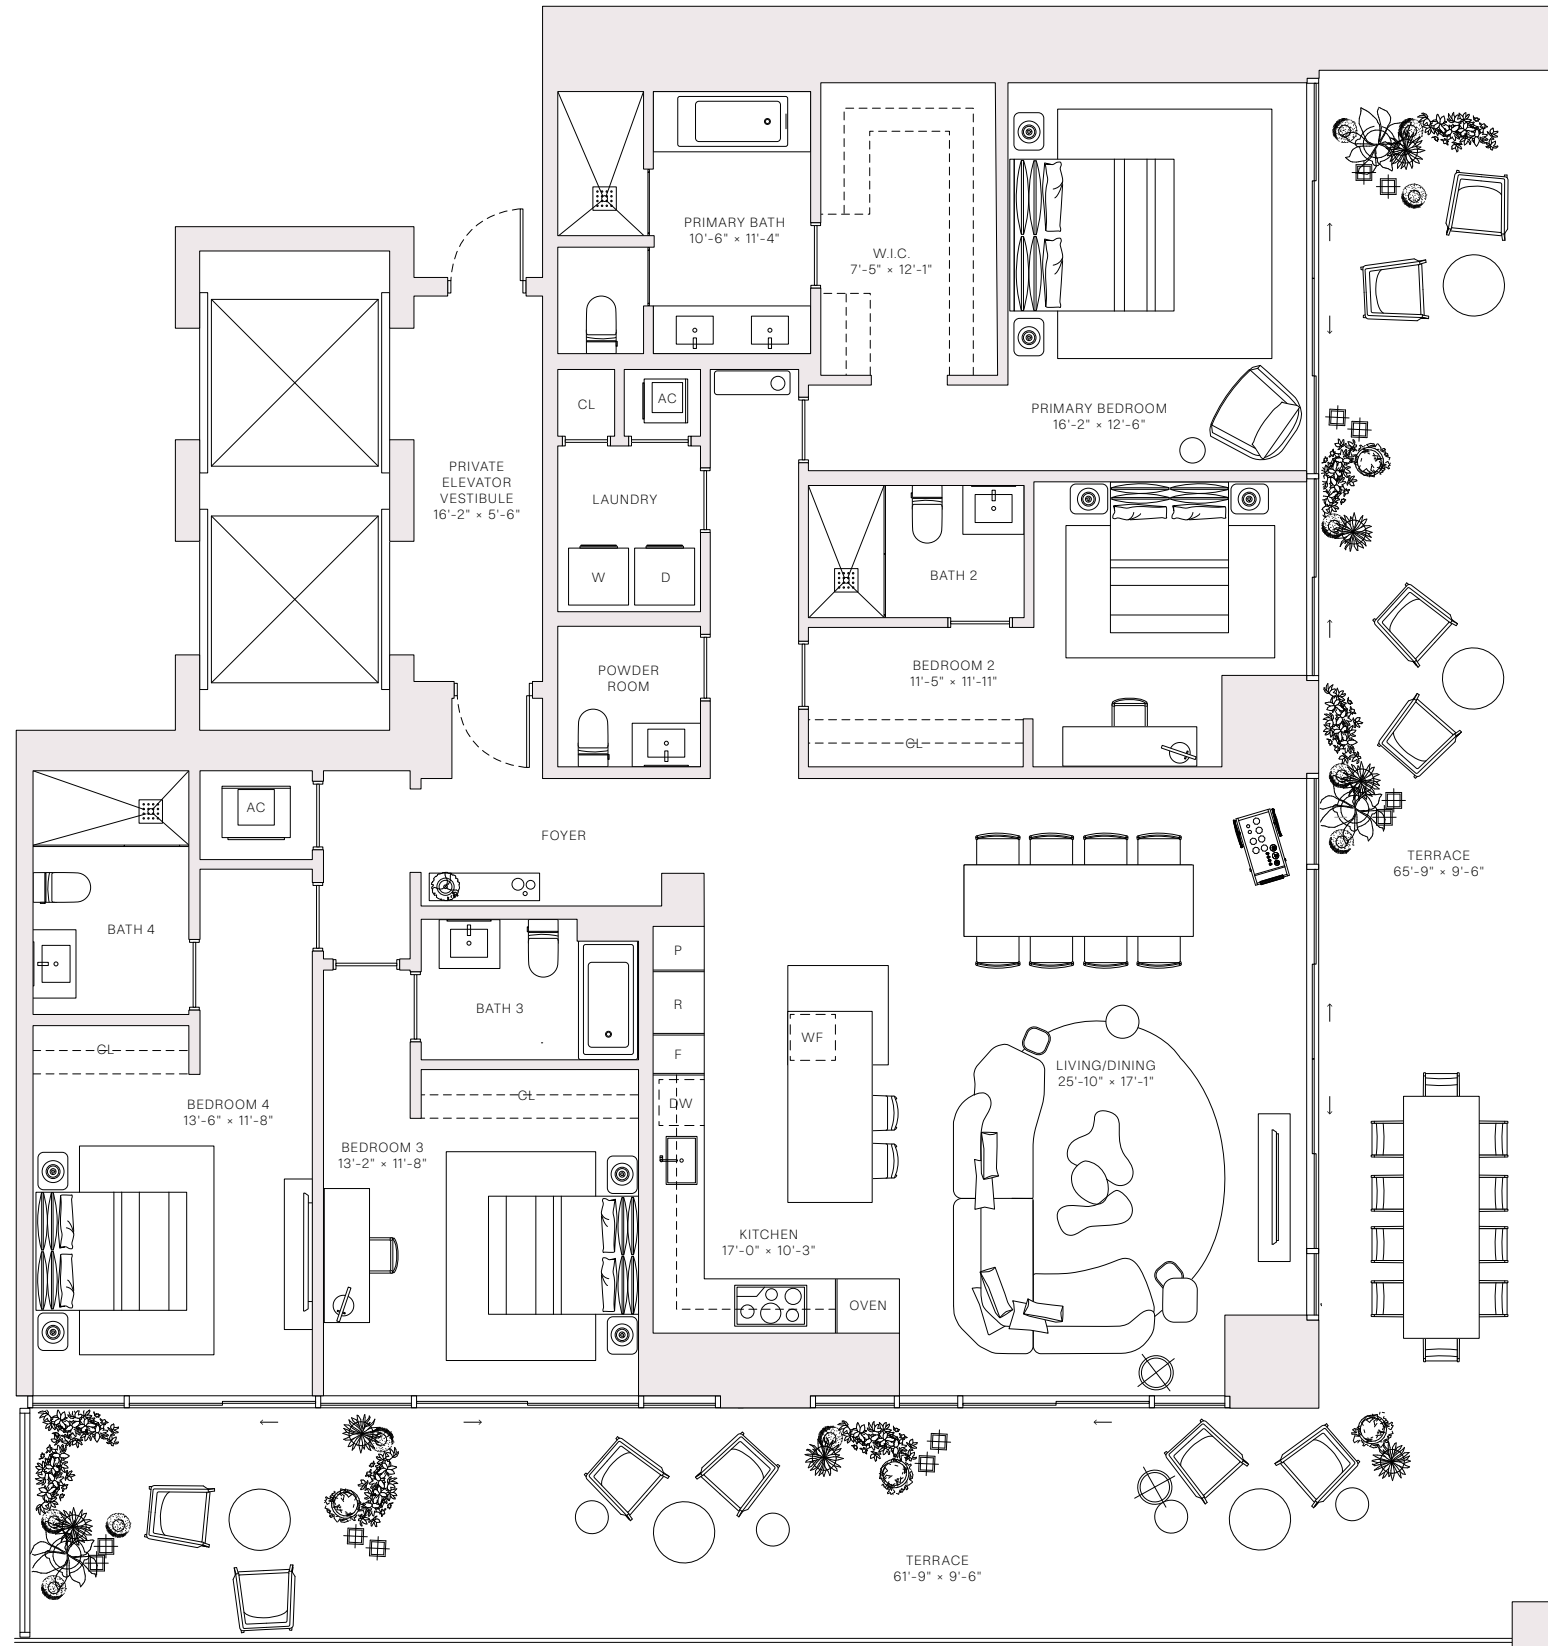 PRIMARY BATH
10'-6" × 11'-4"
W.I.C.
7'-5" × 12'-1"
PRIMARY BEDROOM
16'-2" × 12'-6"
CL
AC
PRIVATE
ELEVATOR
VESTIBULE
16'-2" × 5'-6"
LAUNDRY
W
D
BATH 2
POWDER
ROOM
BEDROOM 2
11'-5" × 11'-11"
CL
AC
FOYER
TERRACE
65'-9" × 9'-6"
BATH 4
P
R
F
BATH 3
WF
CL
LIVING/DINING
25'-10" × 17'-1"
CL
DW
BEDROOM 4
13'-6" × 11'-8"
BEDROOM 3
13'-2" × 11'-8"
KITCHEN
17'-0" × 10'-3"
OVEN
TERRACE
61'-9" × 9'-6"